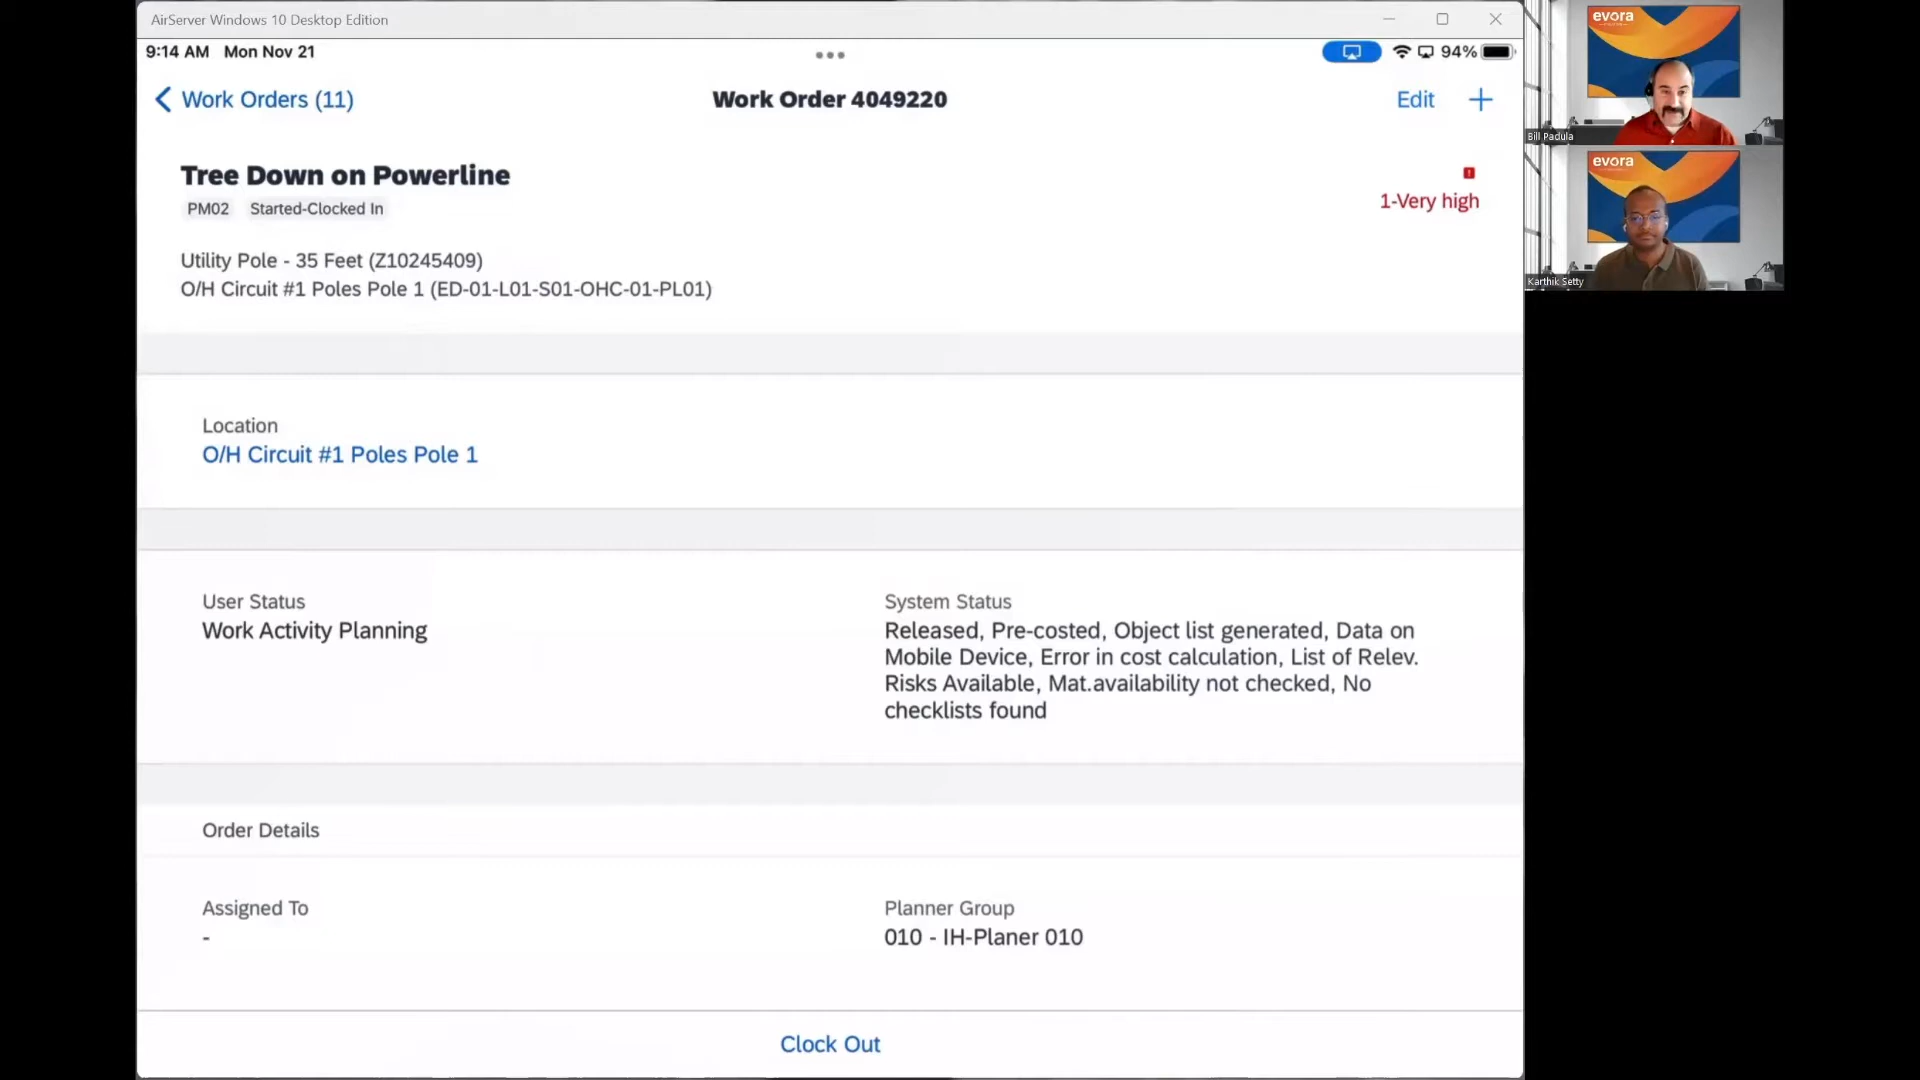 AirServer Windows 10 Desktop Edition
9:14 AM Mon Nov 21
94%
Work Orders (11)
Work Order 4049220
Edit
Tree Down on Powerline
1-Very high
PM02 Started-Clocked In
Utility Pole - 35 Feet (Z10245409)
O/H Circuit #1 Poles Pole 1 (ED-01-L01-S01-OHC-01-PL01)
Location
O/H Circuit #1 Poles Pole 1
User Status
Work Activity Planning
System Status
Released, Pre-costed, Object list generated, Data on
Mobile Device, Error in cost calculation, List of Relev.
Risks Available, Mat.availability not checked, No
checklists found
Order Details
Assigned To
-
Planner Group
010 - IH-Planer 010
Clock Out
evora
Bill Padula
evora
Karthik Setty